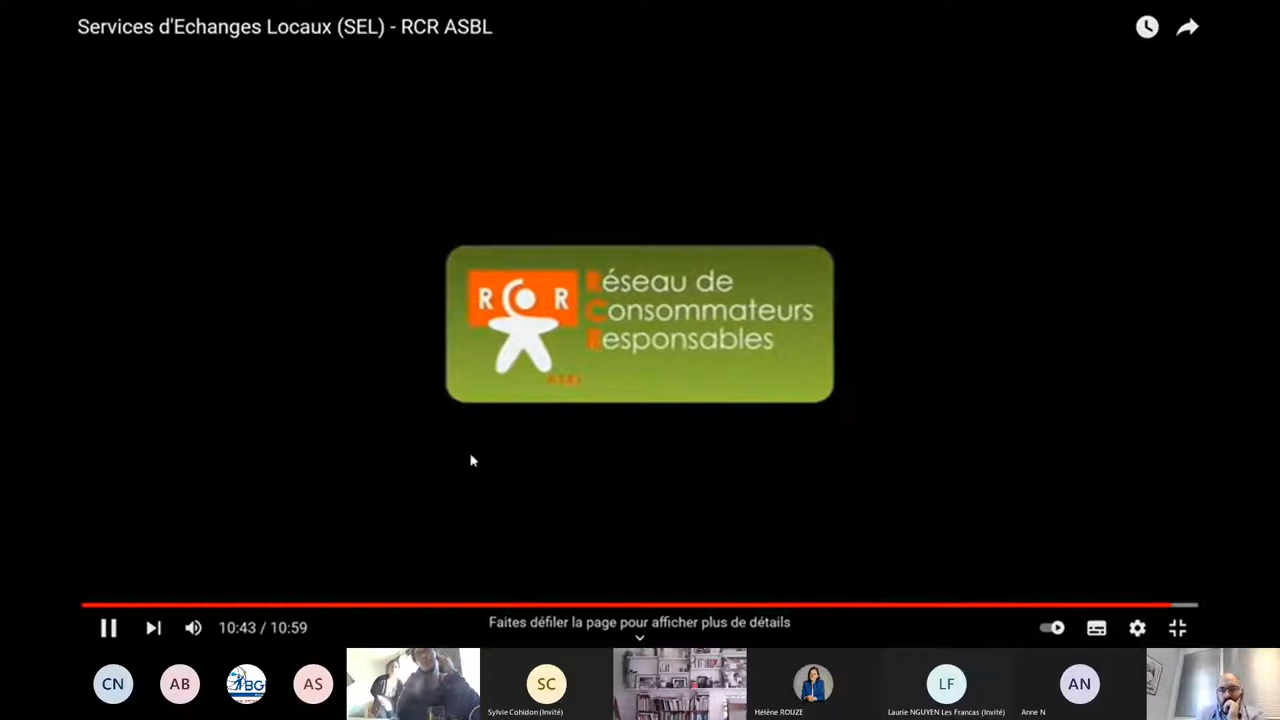 Services d'Echanges Locaux (SEL) - RCR ASBL
R C R
Réseau de
Consommateurs
Responsables
ASBL
10:43 / 10:59
Faites défiler la page pour afficher plus de détails
CN
AB
BG
AS
SC
LF
AN
Sylvie Cohidon (Invité)
Hélène ROUZE
Laurie NGUYEN Les Francas (Invité)
Anne N